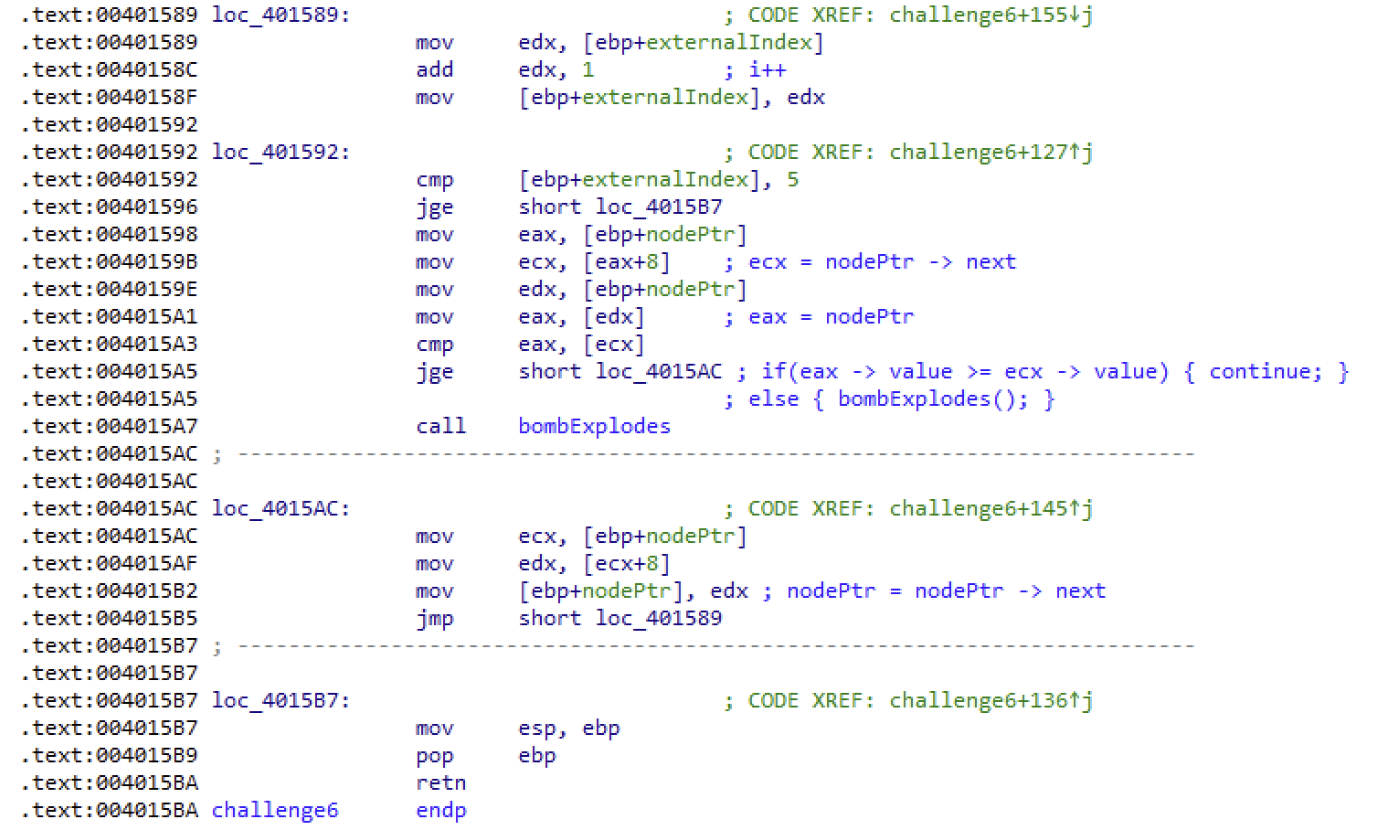 .text:00401589 loc_401589: ; CODE XREF: challenge6+155↓j
.text:00401589 mov edx, [ebp+externalIndex]
.text:0040158C add edx, 1 ; i++
.text:0040158F mov [ebp+externalIndex], edx
.text:00401592
.text:00401592 loc_401592: ; CODE XREF: challenge6+127↑j
.text:00401592 cmp [ebp+externalIndex], 5
.text:00401596 jge short loc_4015B7
.text:00401598 mov eax, [ebp+nodePtr]
.text:0040159B mov ecx, [eax+8] ; ecx = nodePtr -> next
.text:0040159E mov edx, [ebp+nodePtr]
.text:004015A1 mov eax, [edx] ; eax = nodePtr
.text:004015A3 cmp eax, [ecx]
.text:004015A5 jge short loc_4015AC ; if(eax -> value >= ecx -> value) { continue; }
.text:004015A5 ; else { bombExplodes(); }
.text:004015A7 call bombExplodes
.text:004015AC ; ---------------------------------------------------------------------------
.text:004015AC
.text:004015AC loc_4015AC: ; CODE XREF: challenge6+145↑j
.text:004015AC mov ecx, [ebp+nodePtr]
.text:004015AF mov edx, [ecx+8]
.text:004015B2 mov [ebp+nodePtr], edx ; nodePtr = nodePtr -> next
.text:004015B5 jmp short loc_401589
.text:004015B7 ; ---------------------------------------------------------------------------
.text:004015B7
.text:004015B7 loc_4015B7: ; CODE XREF: challenge6+136↑j
.text:004015B7 mov esp, ebp
.text:004015B9 pop ebp
.text:004015BA retn
.text:004015BA challenge6 endp